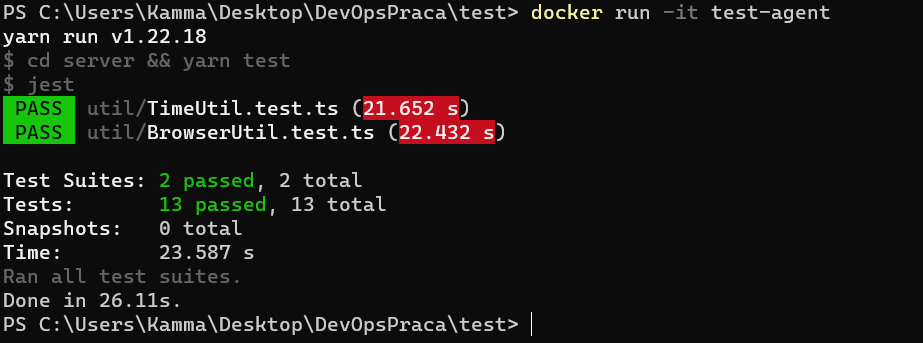 PS C:\Users\Kamma\Desktop\DevOpsPraca\test> docker run -it test-agent
yarn run v1.22.18
$ cd server && yarn test
$ jest
PASS util/TimeUtil.test.ts (21.652 s)
PASS util/BrowserUtil.test.ts (22.432 s)
Test Suites: 2 passed, 2 total
Tests: 13 passed, 13 total
Snapshots: 0 total
Time: 23.587 s
Ran all test suites.
Done in 26.11s.
PS C:\Users\Kamma\Desktop\DevOpsPraca\test>